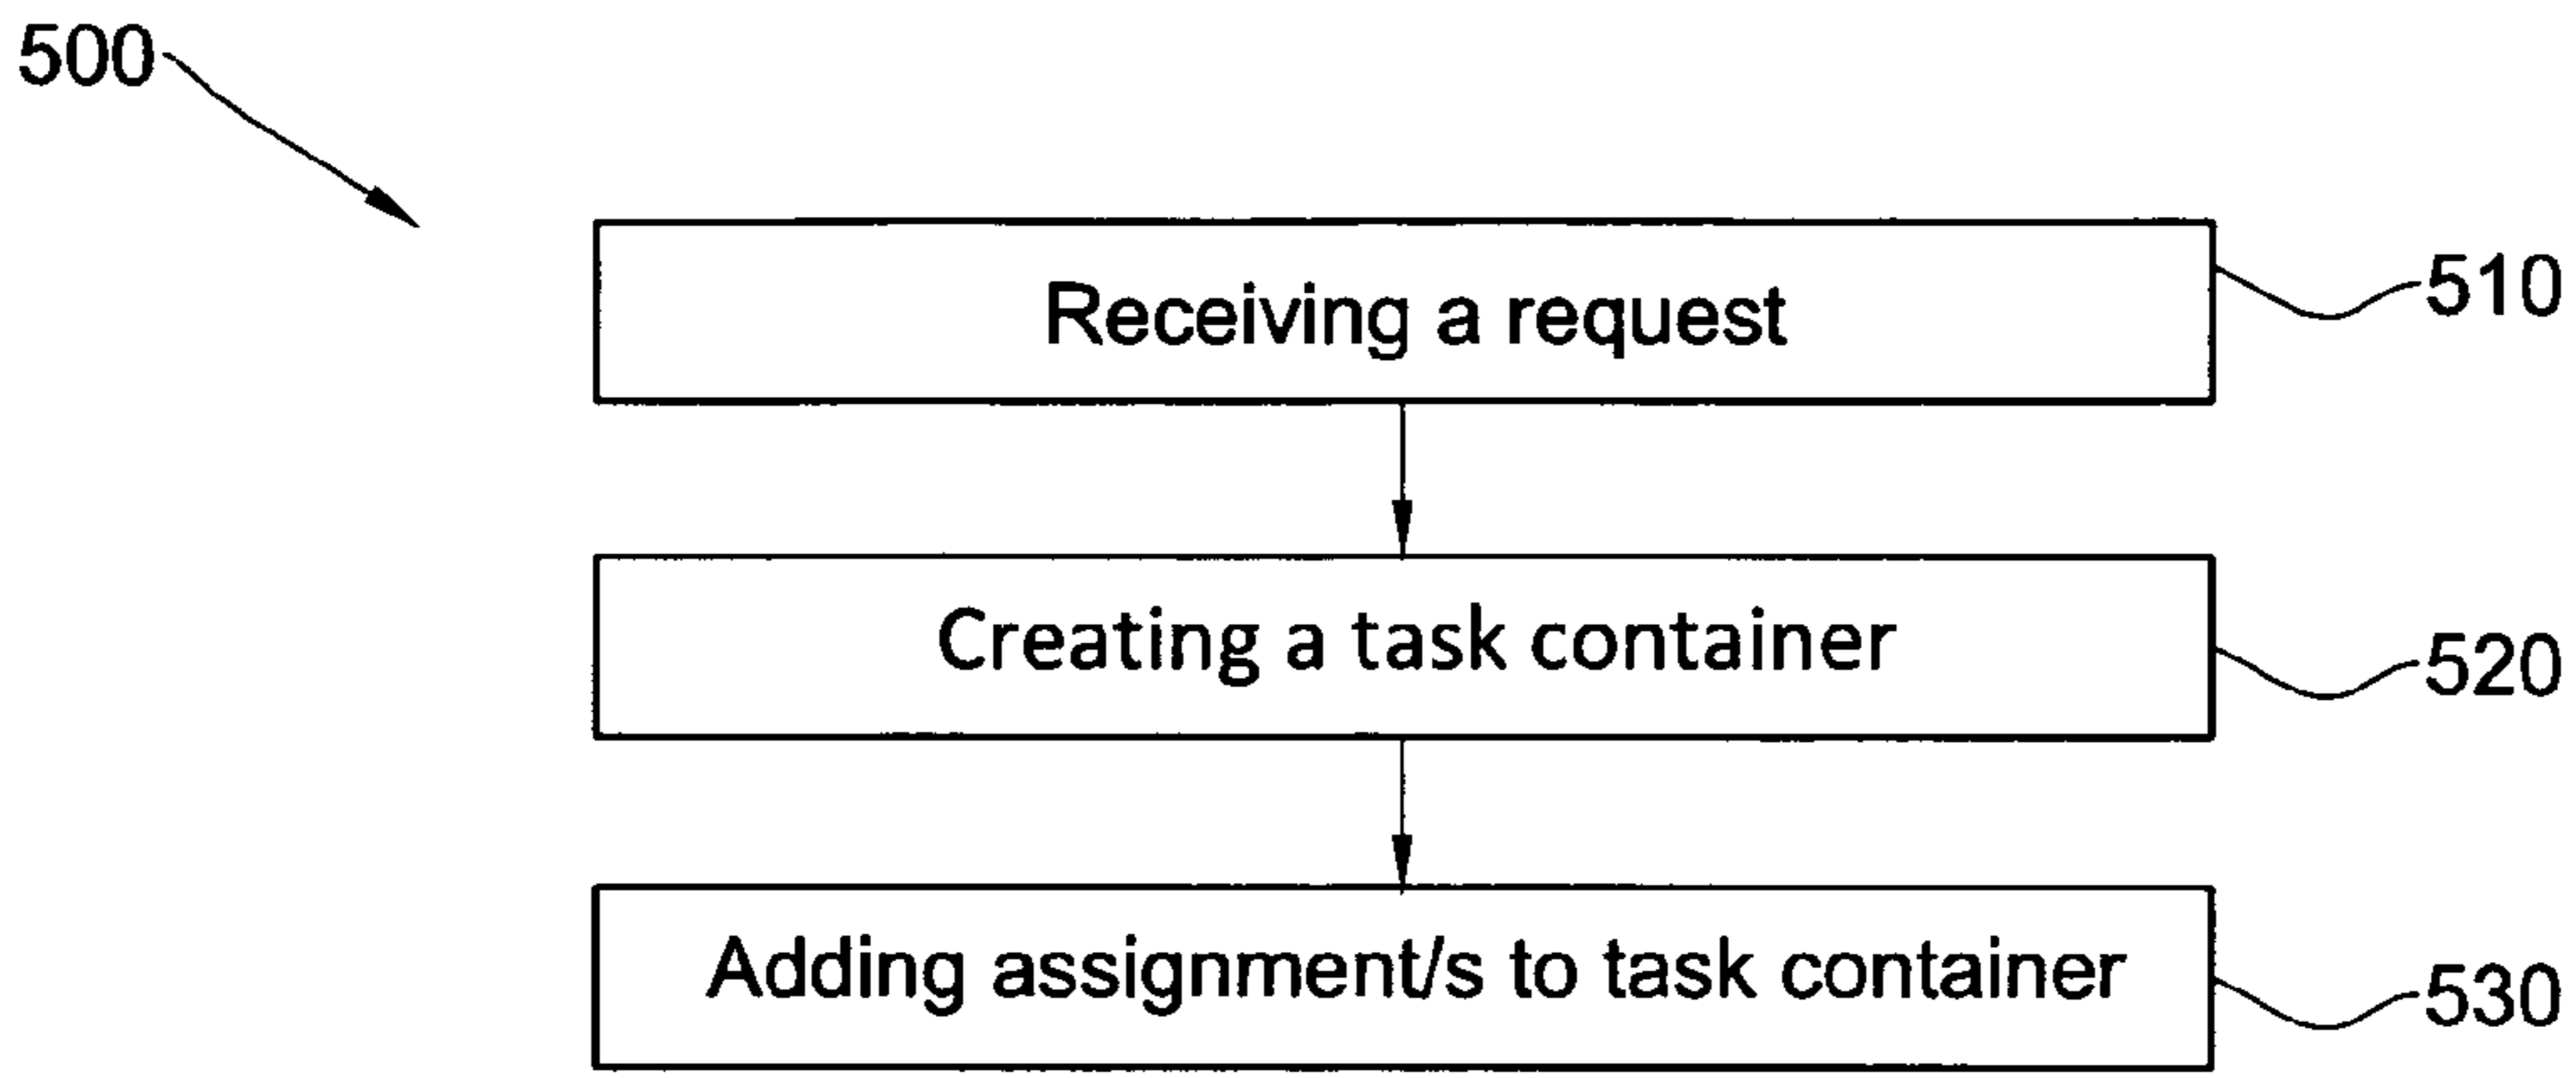 500
Receiving a request
510
Creating a task container
520
Adding assignment/s to task container
530